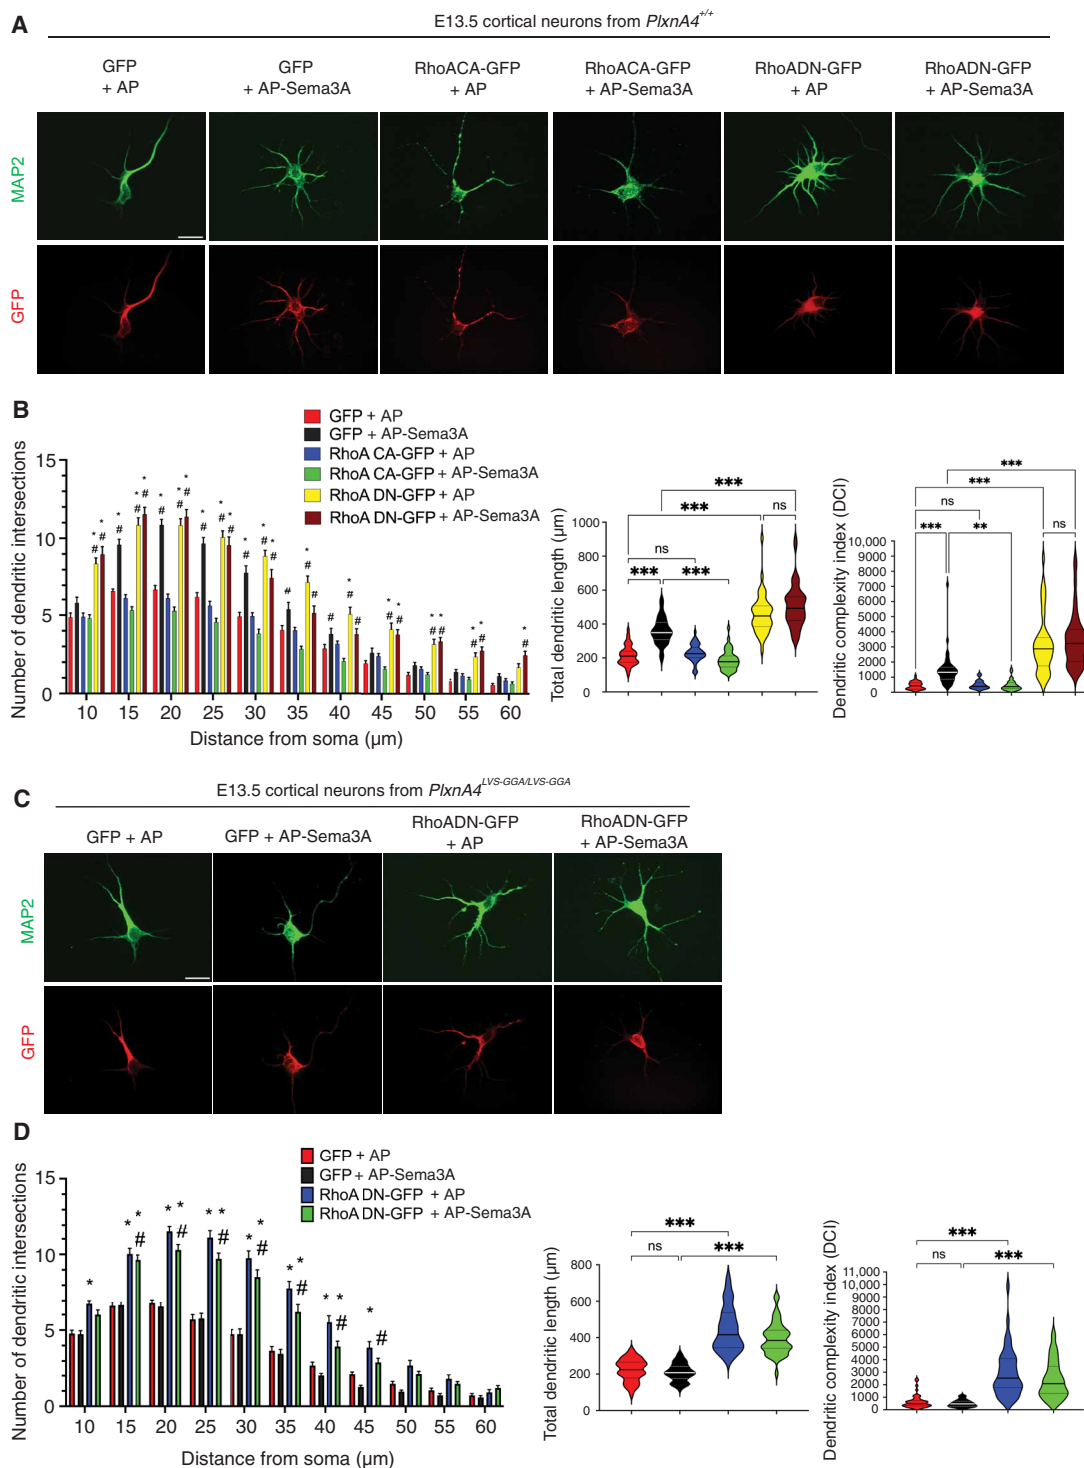 A
E13.5 cortical neurons from PlxnA4+/+
GFP + AP
GFP + AP-Sema3A
RhoACA-GFP + AP
RhoACA-GFP + AP-Sema3A
RhoADN-GFP + AP
RhoADN-GFP + AP-Sema3A
MAP2
GFP
B
GFP + AP
GFP + AP-Sema3A
RhoA CA-GFP + AP
RhoA CA-GFP + AP-Sema3A
RhoA DN-GFP + AP
RhoA DN-GFP + AP-Sema3A
Number of dendritic intersections
15
10
5
0
10 15 20 25 30 35 40 45 50 55 60
Distance from soma (µm)
Total dendritic length (µm)
1000
800
600
400
200
0
***
***
ns
ns
*** ***
Dendritic complexity index (DCI)
10,000
9000
8000
7000
6000
5000
4000
3000
2000
1000
0
***
***
ns
ns
*** **
C
E13.5 cortical neurons from PlxnA4LVS-GGA/LVS-GGA
GFP + AP
GFP + AP-Sema3A
RhoADN-GFP + AP
RhoADN-GFP + AP-Sema3A
MAP2
GFP
D
GFP + AP
GFP + AP-Sema3A
RhoA DN-GFP + AP
RhoA DN-GFP + AP-Sema3A
Number of dendritic intersections
15
10
5
0
10 15 20 25 30 35 40 45 50 55 60
Distance from soma (µm)
Total dendritic length (µm)
800
600
400
200
0
***
ns ***
Dendritic complexity index (DCI)
11,000
10,000
9000
8000
7000
6000
5000
4000
3000
2000
1000
0
***
ns ***